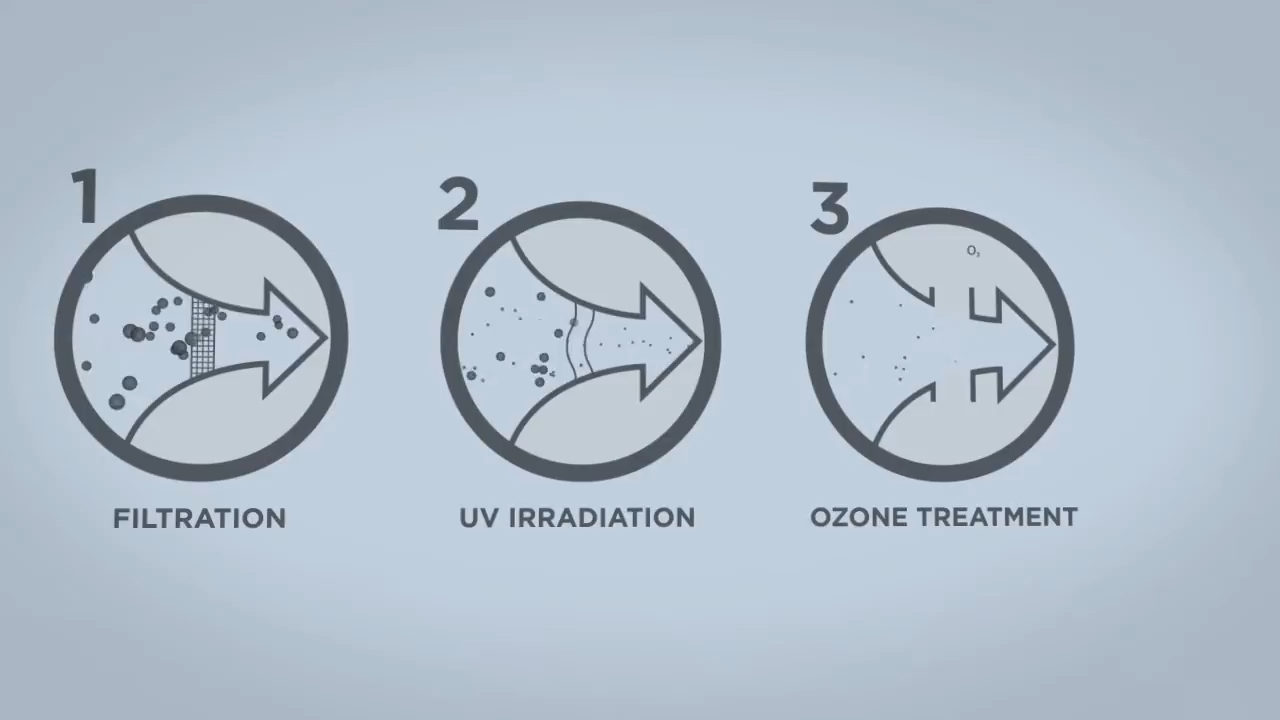 1
2
3
O₃
FILTRATION
UV IRRADIATION
OZONE TREATMENT